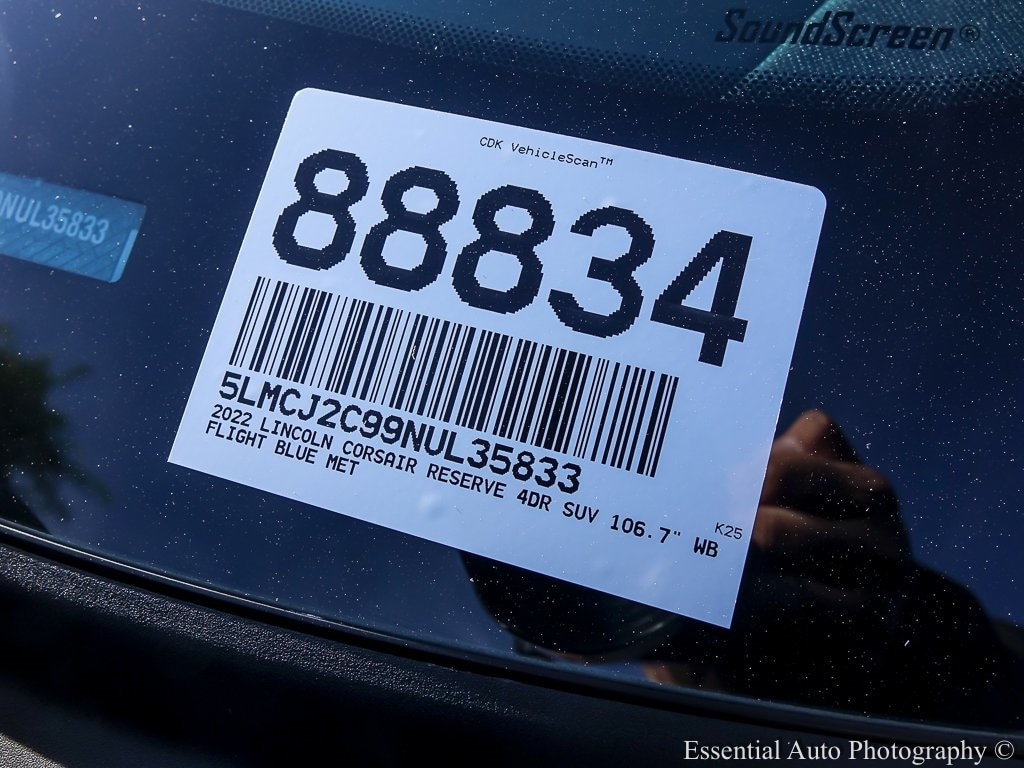 SoundScreen®
CDK VehicleScan™
88834
NUL35833
5LMCJ2C99NUL35833
2022 LINCOLN CORSAIR RESERVE 4DR SUV 106.7" WB
FLIGHT BLUE MET
K25
Essential Auto Photography ©